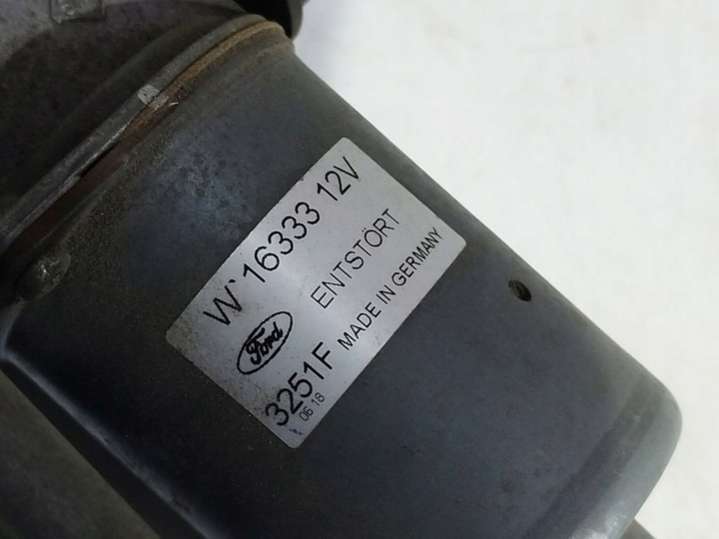 W 16333 12V
ENTSTÖRT
Ford
MADE IN GERMANY
3251F
06 18